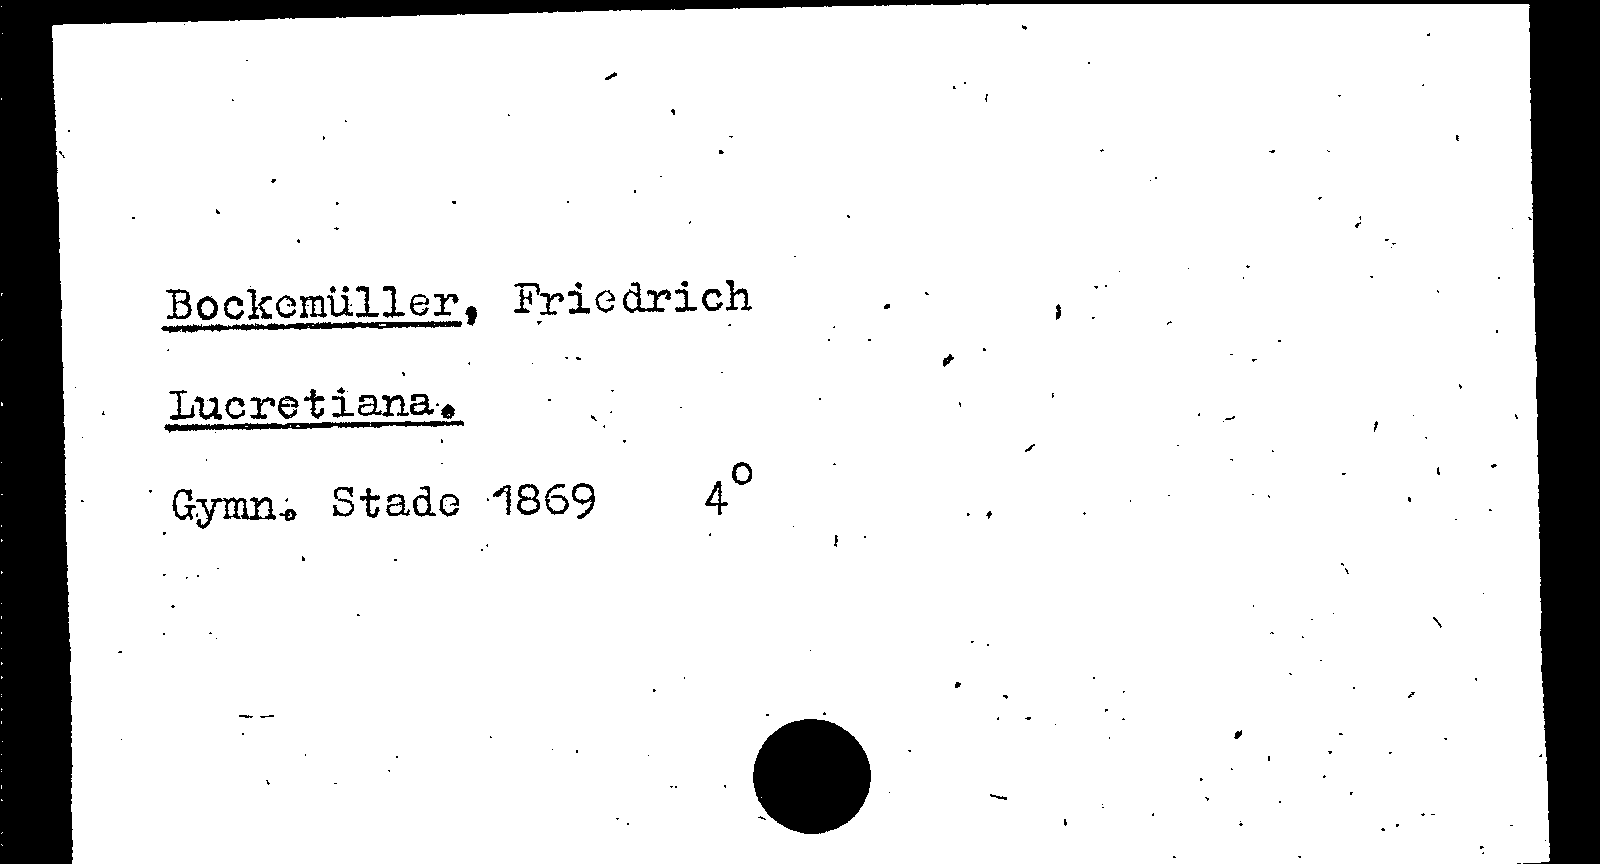 Bockemüller, Friedrich
Lucretiana.
Gymn. Stade 1869 4°